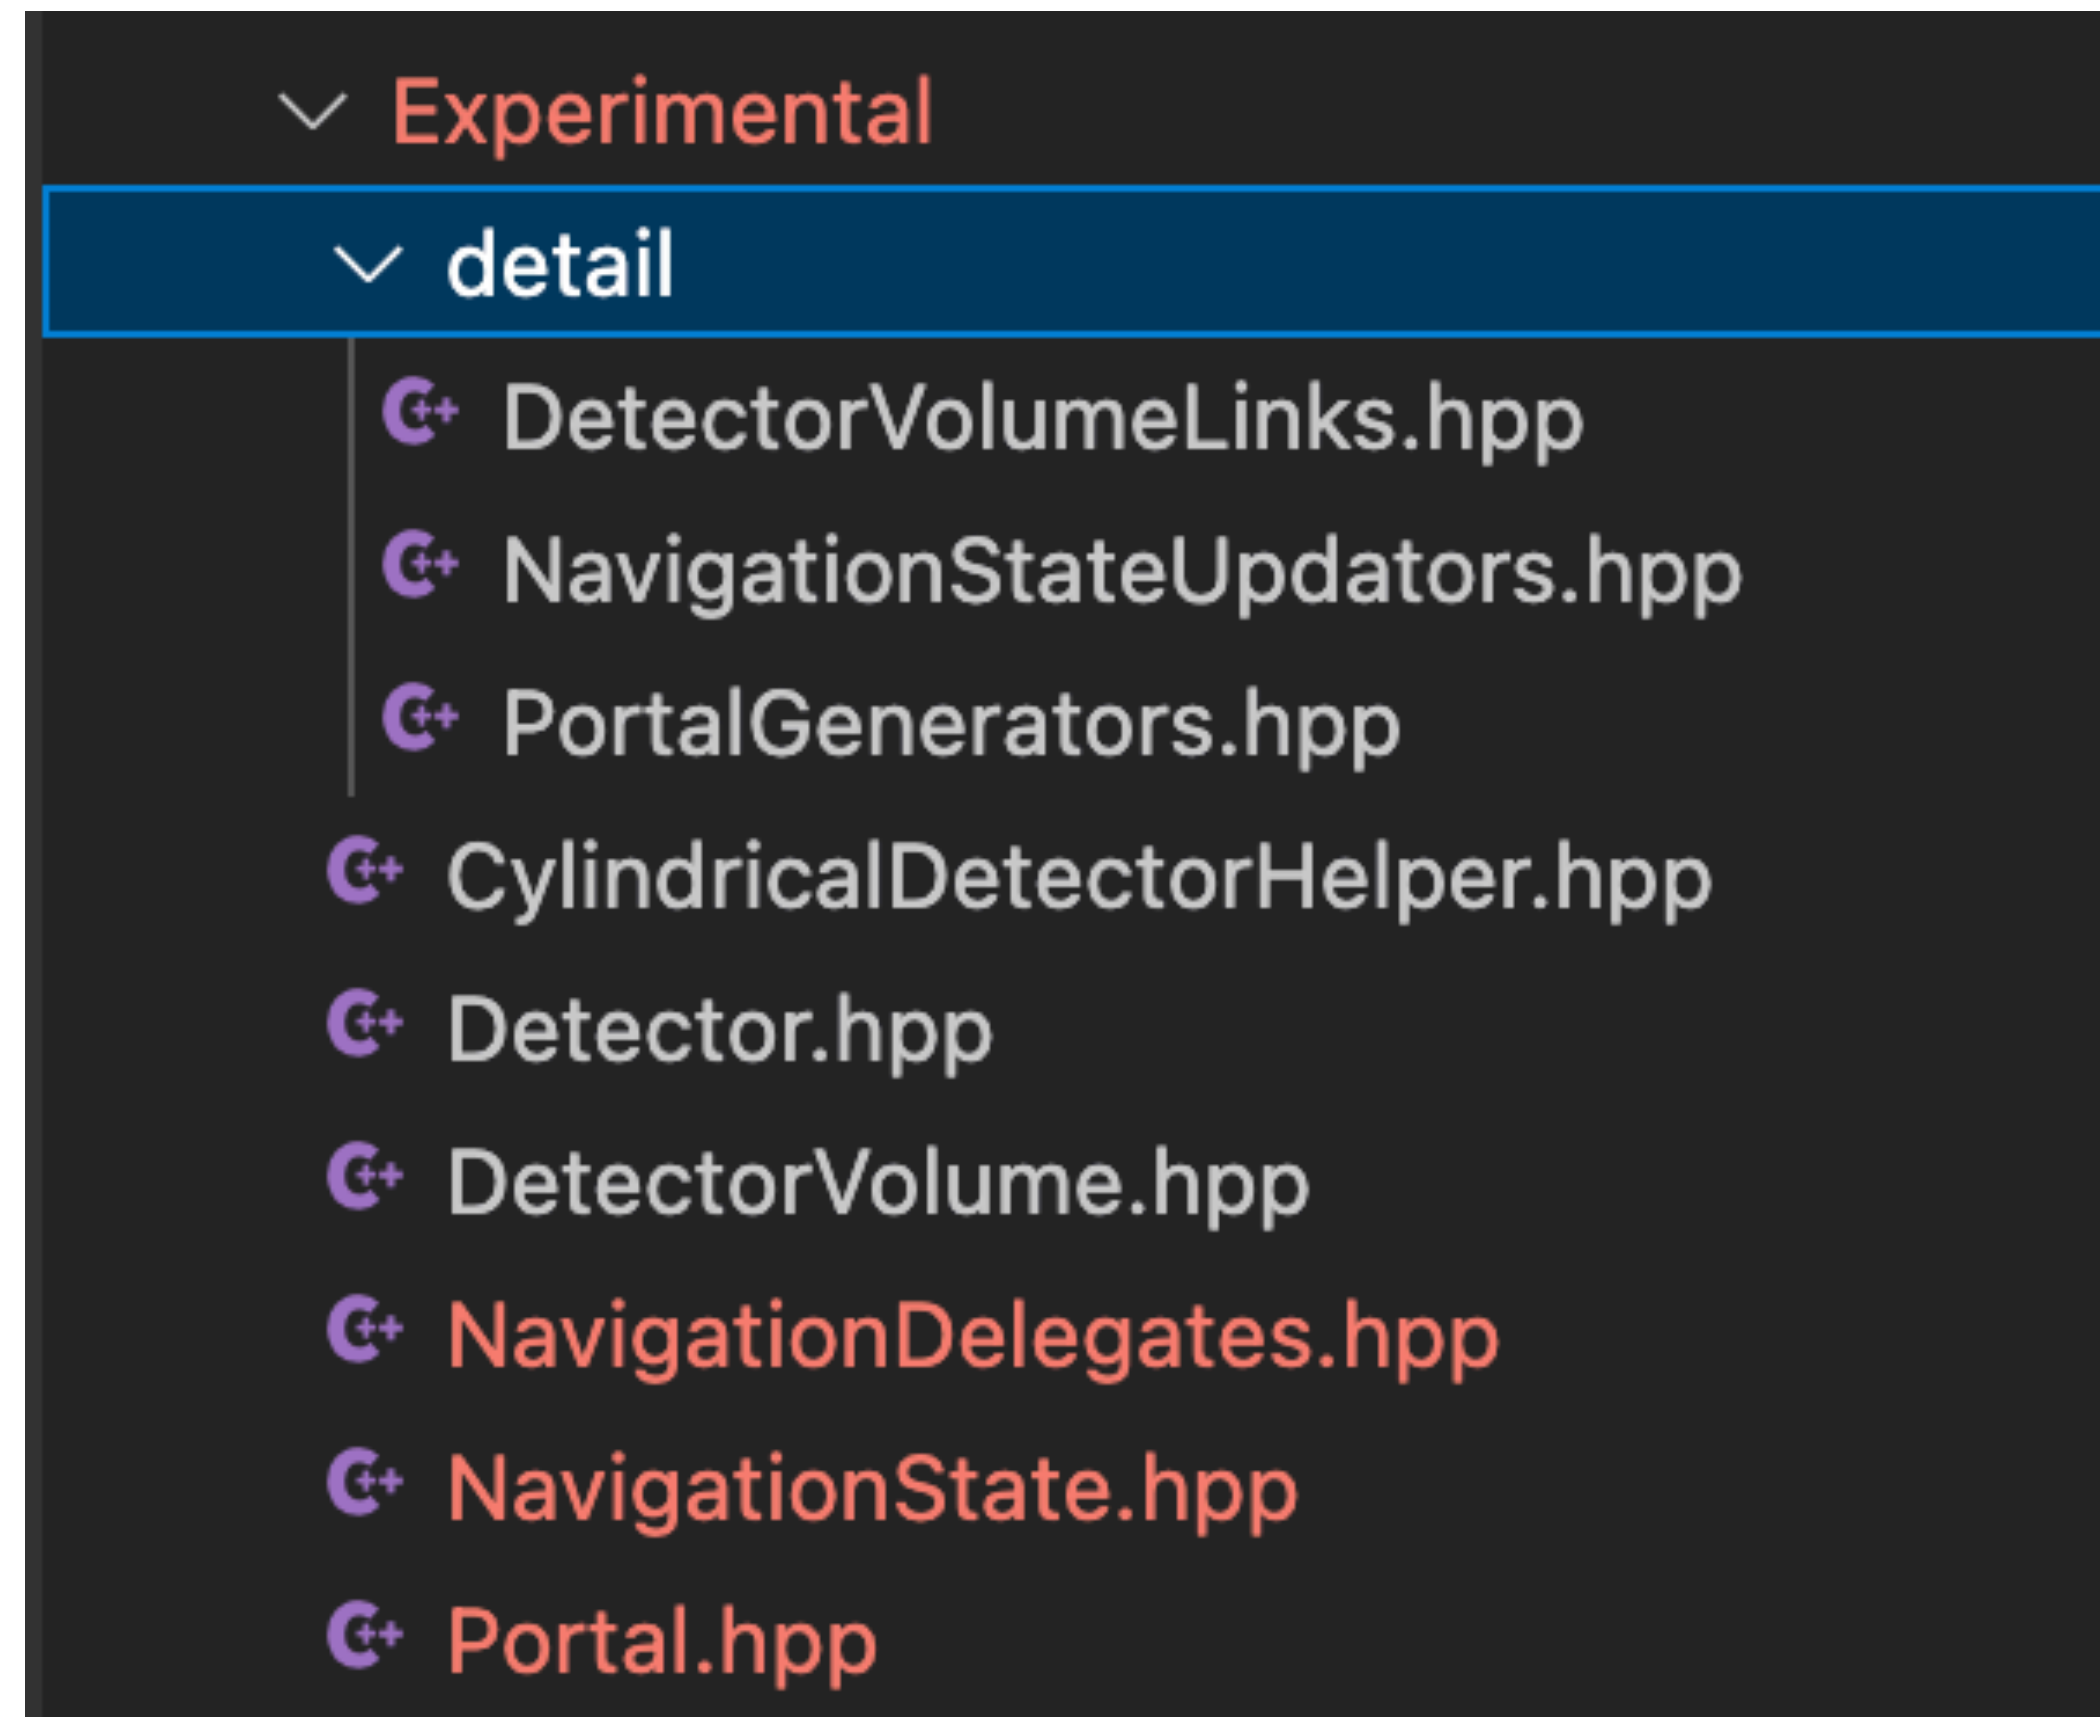 Experimental
detail
DetectorVolumeLinks.hpp
NavigationStateUpdators.hpp
PortalGenerators.hpp
CylindricalDetectorHelper.hpp
Detector.hpp
DetectorVolume.hpp
NavigationDelegates.hpp
NavigationState.hpp
Portal.hpp